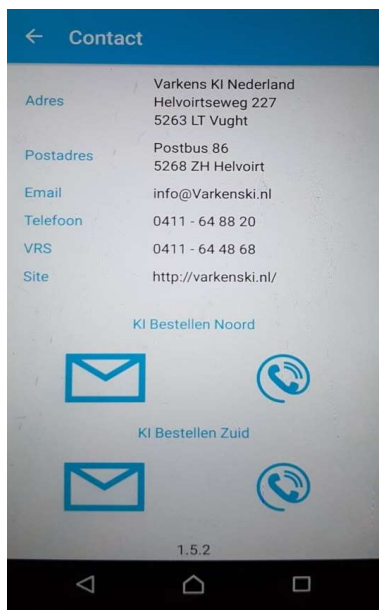 Contact
Adres Varkens KI Nederland
Helvoirtseweg 227
5263 LT Vught
Postadres Postbus 86
5268 ZH Helvoirt
Email info@Varkenski.nl
Telefoon 0411 - 64 88 20
VRS 0411 - 64 48 68
Site http://varkenski.nl/
KI Bestellen Noord
KI Bestellen Zuid
1.5.2